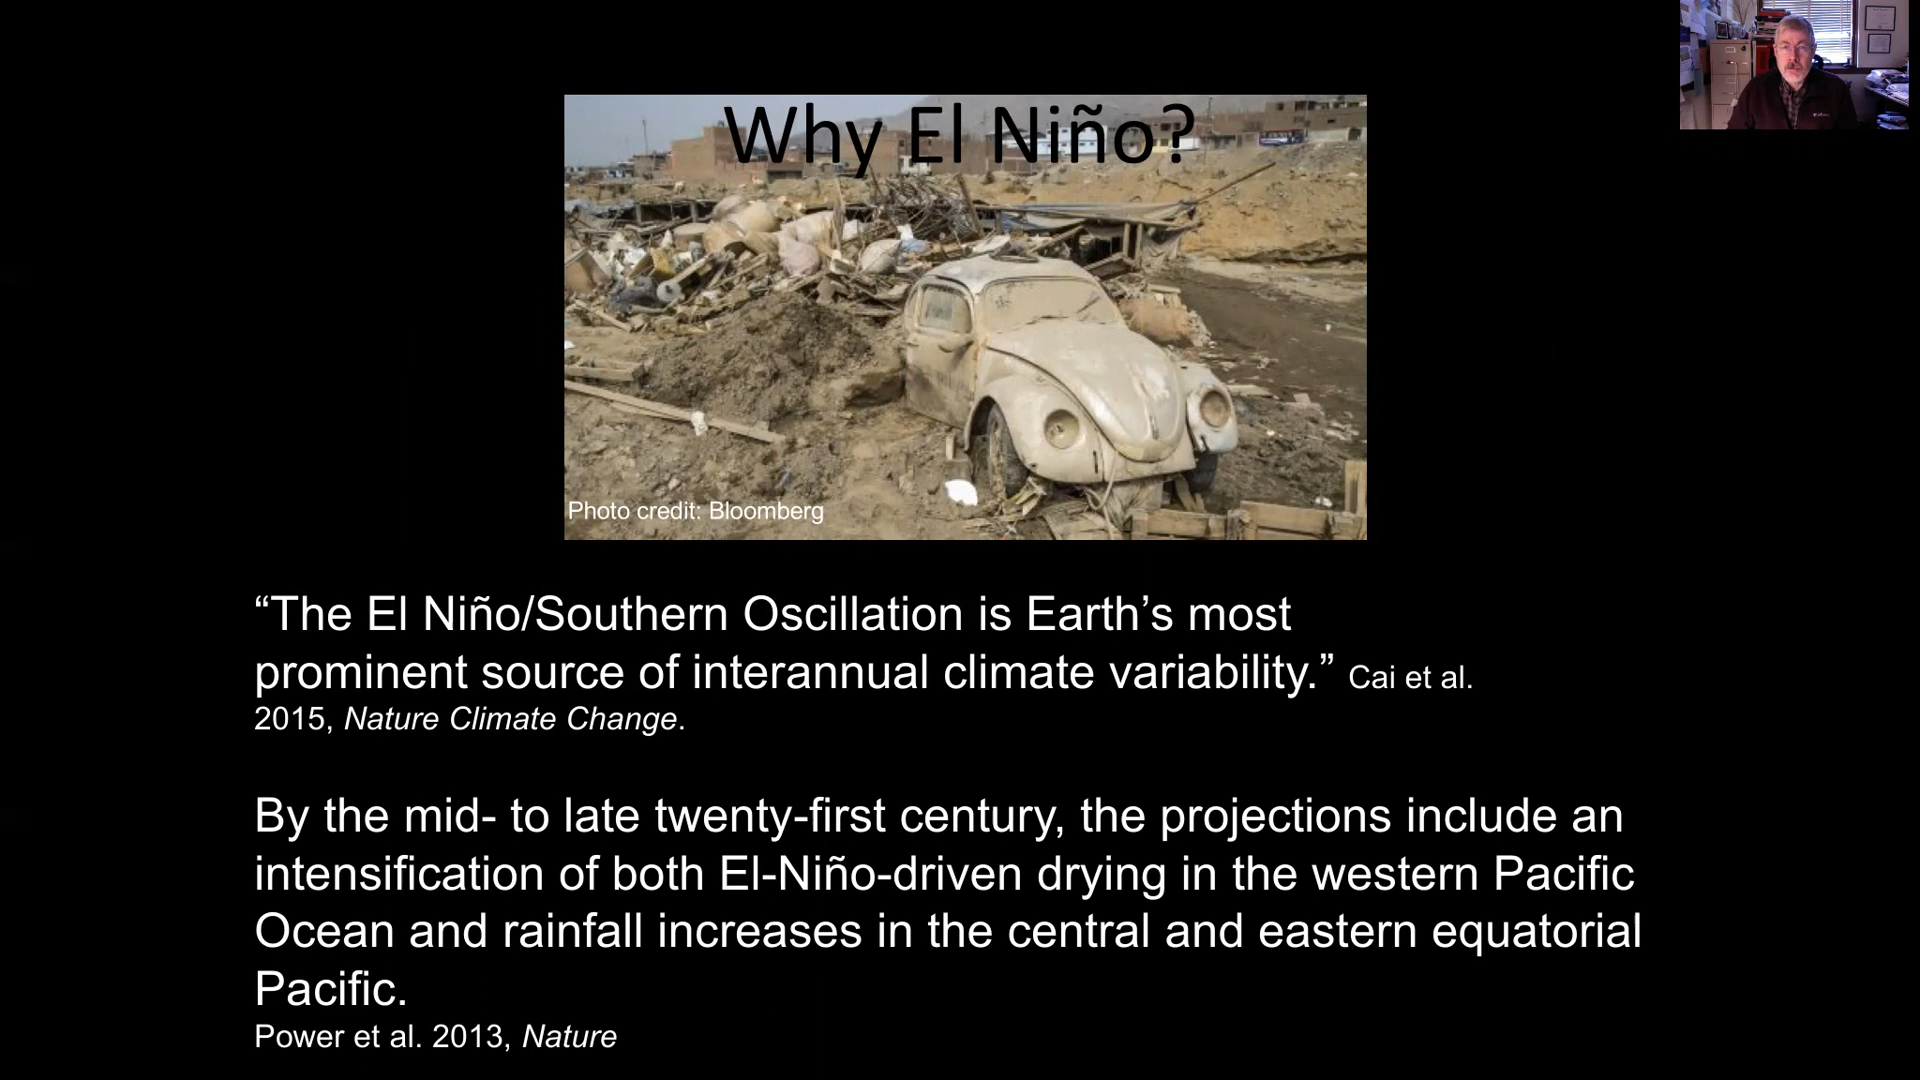 Why El Niño?
Photo credit: Bloomberg
“The El Niño/Southern Oscillation is Earth’s most
prominent source of interannual climate variability.” Cai et al.
2015, Nature Climate Change.
By the mid- to late twenty-first century, the projections include an
intensification of both El-Niño-driven drying in the western Pacific
Ocean and rainfall increases in the central and eastern equatorial
Pacific.
Power et al. 2013, Nature